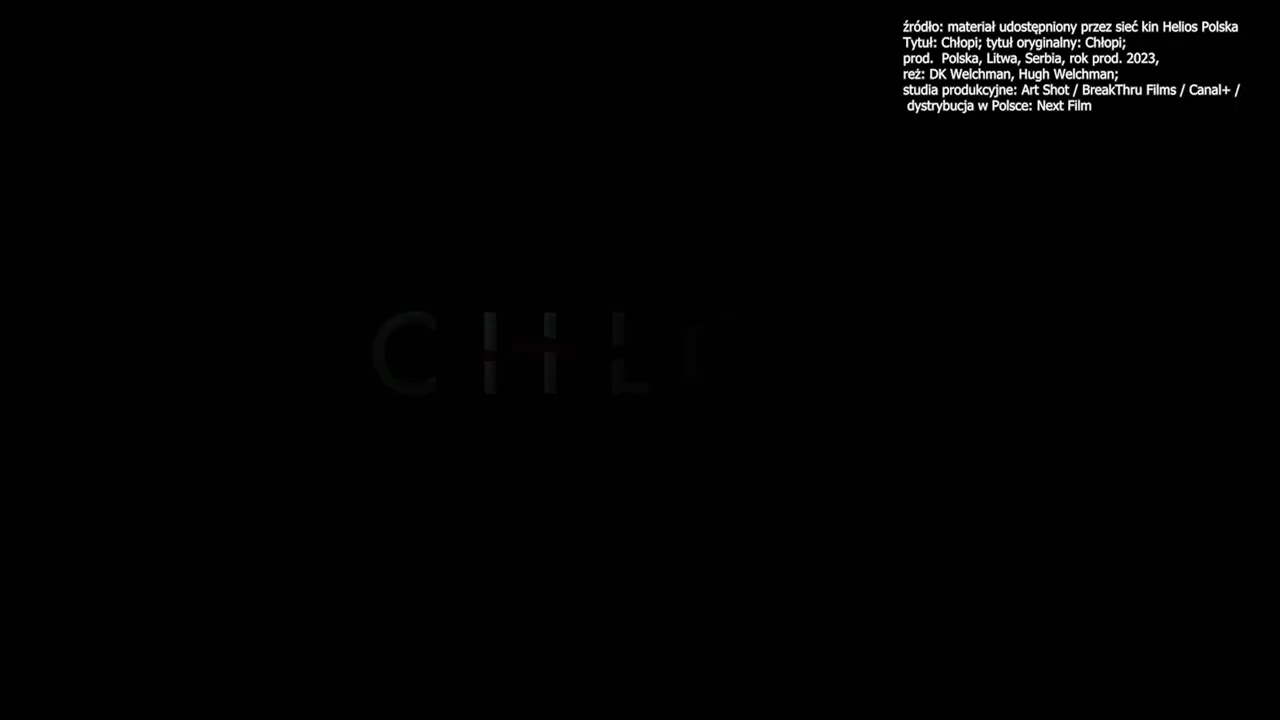 źródło: materiał udostępniony przez sieć kin Helios Polska
Tytuł: Chłopi; tytuł oryginalny: Chłopi;
prod.  Polska, Litwa, Serbia, rok prod. 2023,
reż: DK Welchman, Hugh Welchman;
studia produkcyjne: Art Shot / BreakThru Films / Canal+ /
dystrybucja w Polsce: Next Film
CHŁOPI